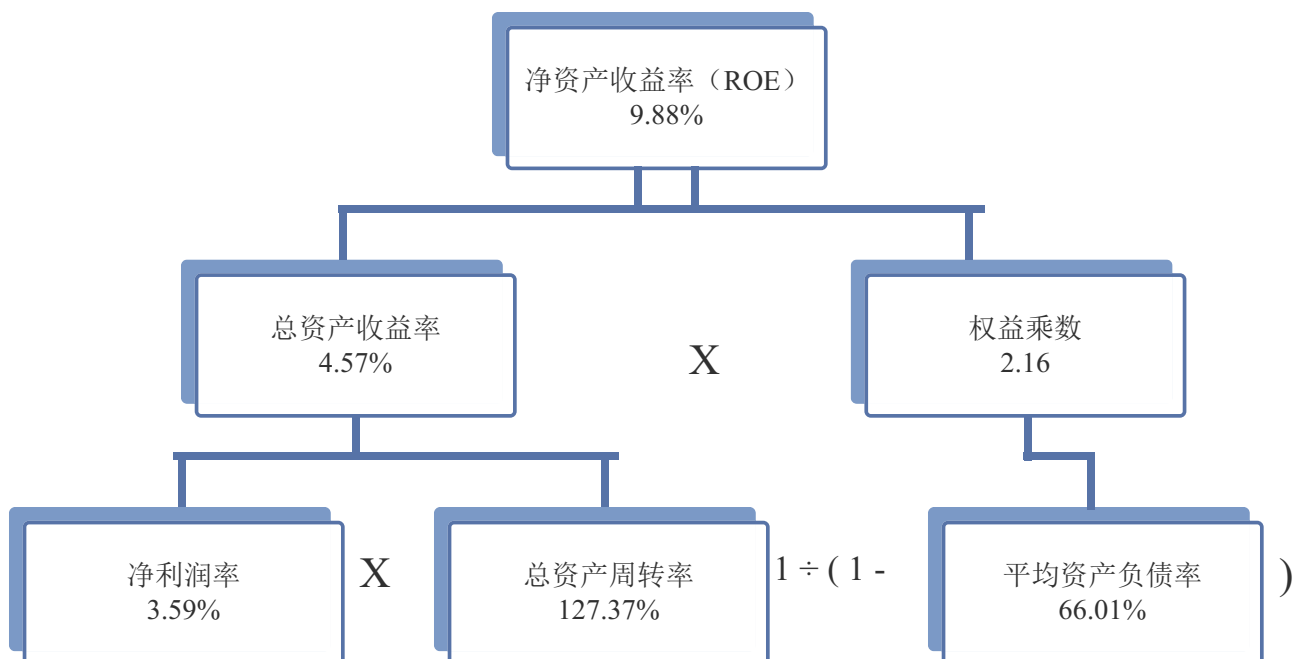 净资产收益率（ROE）
9.88%
总资产收益率
4.57%
X
权益乘数
2.16
净利润率
3.59%
X
总资产周转率
127.37%
1 ÷ ( 1 -
平均资产负债率
66.01%
)